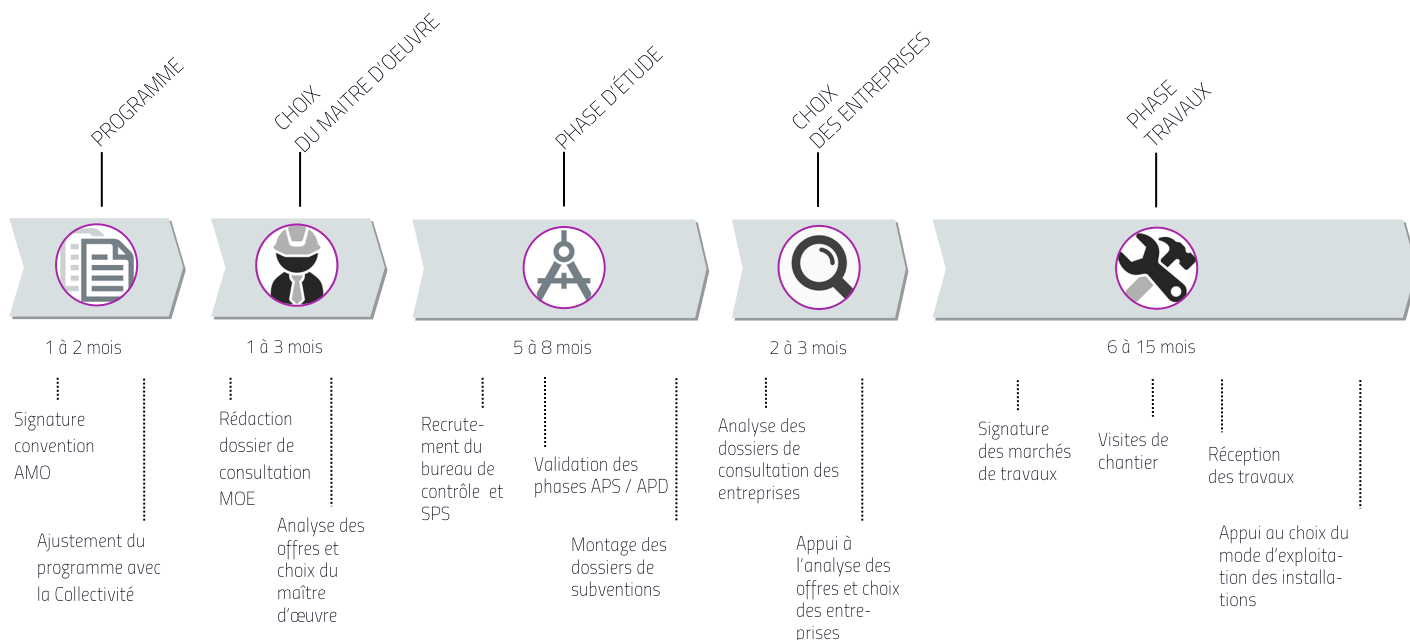 PROGRAMME
CHOIX
DU MAITRE D'OEUVRE
PHASE D'ÉTUDE
CHOIX
DES ENTREPRISES
PHASE
TRAVAUX
1 à 2 mois
1 à 3 mois
5 à 8 mois
2 à 3 mois
6 à 15 mois
Signature
convention
AMO
Ajustement du
programme avec
la Collectivité
Rédaction
dossier de
consultation
MOE
Analyse des
offres et
choix du
maître
d'œuvre
Recrute-
ment du
bureau de
contrôle et
SPS
Validation des
phases APS / APD
Montage des
dossiers de
subventions
Analyse des
dossiers de
consultation des
entreprises
Appui à
l'analyse des
offres et choix
des entre-
prises
Signature
des marchés
de travaux
Visites de
chantier
Réception
des travaux
Appui au choix du
mode d'exploita-
tion des installa-
tions